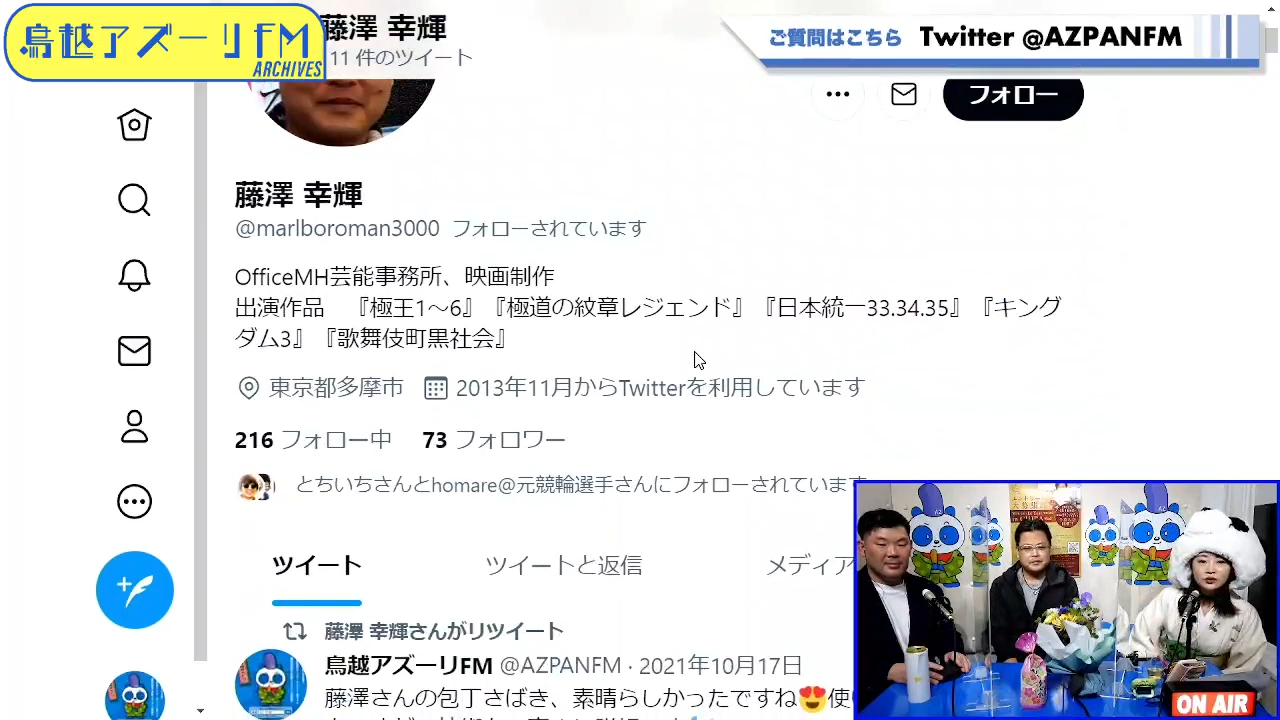 鳥越アズーリFM
ARCHIVES
藤澤 幸輝
11 件のツイート
ご質問はこちら Twitter @AZPANFM
フォロー
藤澤 幸輝
@marlboroman3000 フォローされています
OfficeMH芸能事務所、映画制作
出演作品 『極王1〜6』『極道の紋章レジェンド』『日本統一33.34.35』『キング
ダム3』『歌舞伎町黒社会』
東京都多摩市 2013年11月からTwitterを利用しています
216 フォロー中 73 フォロワー
とちいちさんとhomare@元競輪選手さんにフォローされています
ツイート ツイートと返信 メディア
藤澤 幸輝さんがリツイート
鳥越アズーリFM @AZPANFM · 2021年10月17日
藤澤さんの包丁さばき、素晴らしかったですね😍使い
ON AIR